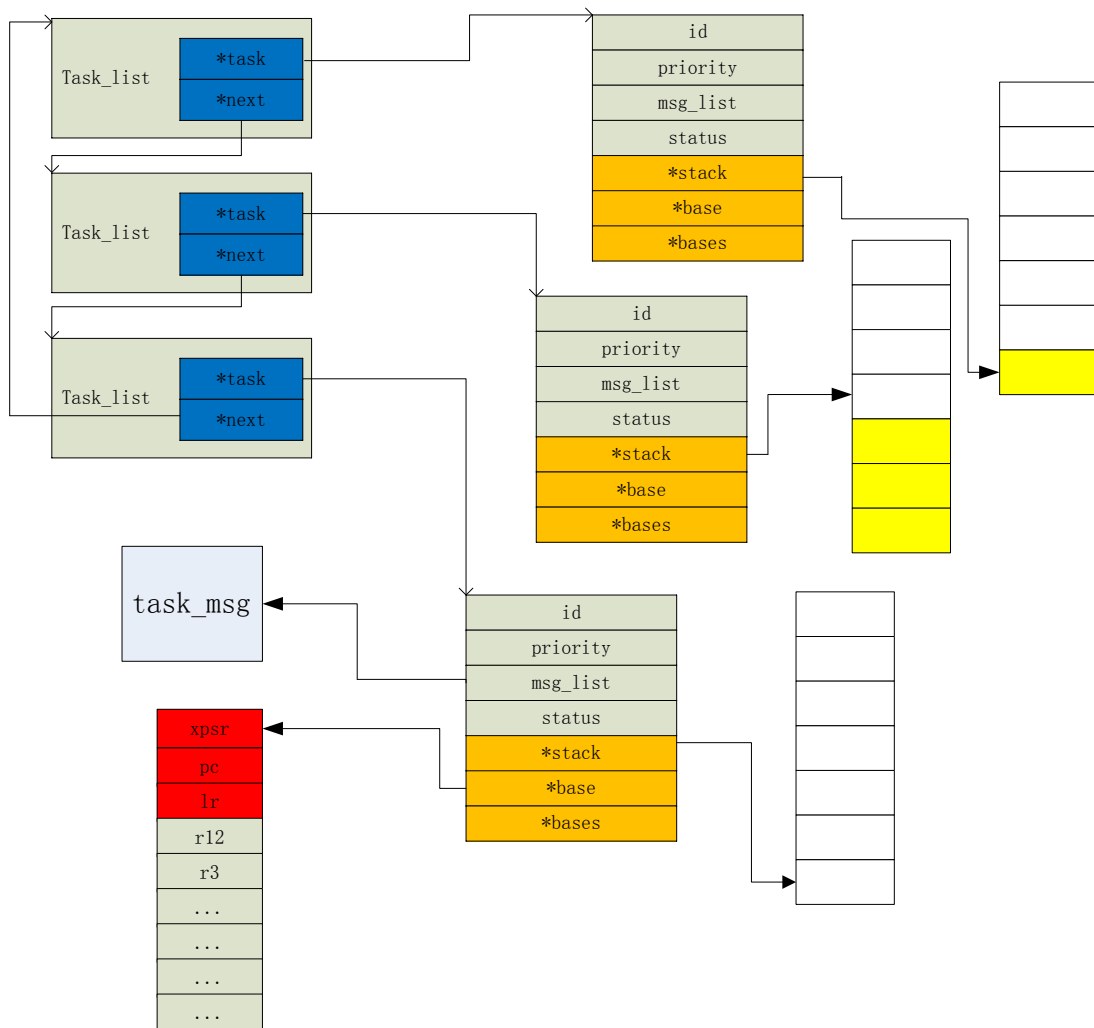 Task_list
*task
*next
Task_list
*task
*next
Task_list
*task
*next
id
priority
msg_list
status
*stack
*base
*bases
id
priority
msg_list
status
*stack
*base
*bases
task_msg
id
priority
msg_list
status
*stack
*base
*bases
xpsr
pc
lr
r12
r3
...
...
...
...